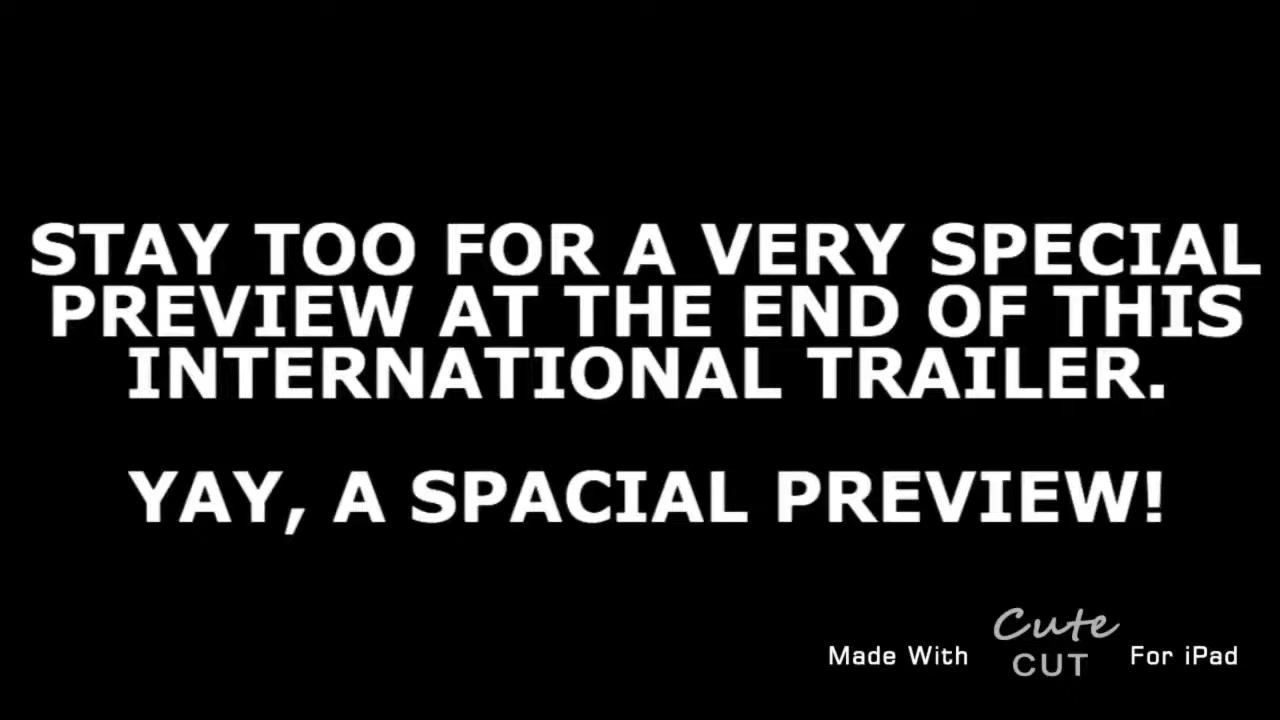 STAY TOO FOR A VERY SPECIAL
PREVIEW AT THE END OF THIS
INTERNATIONAL TRAILER.
YAY, A SPACIAL PREVIEW!
Made With Cute CUT For iPad